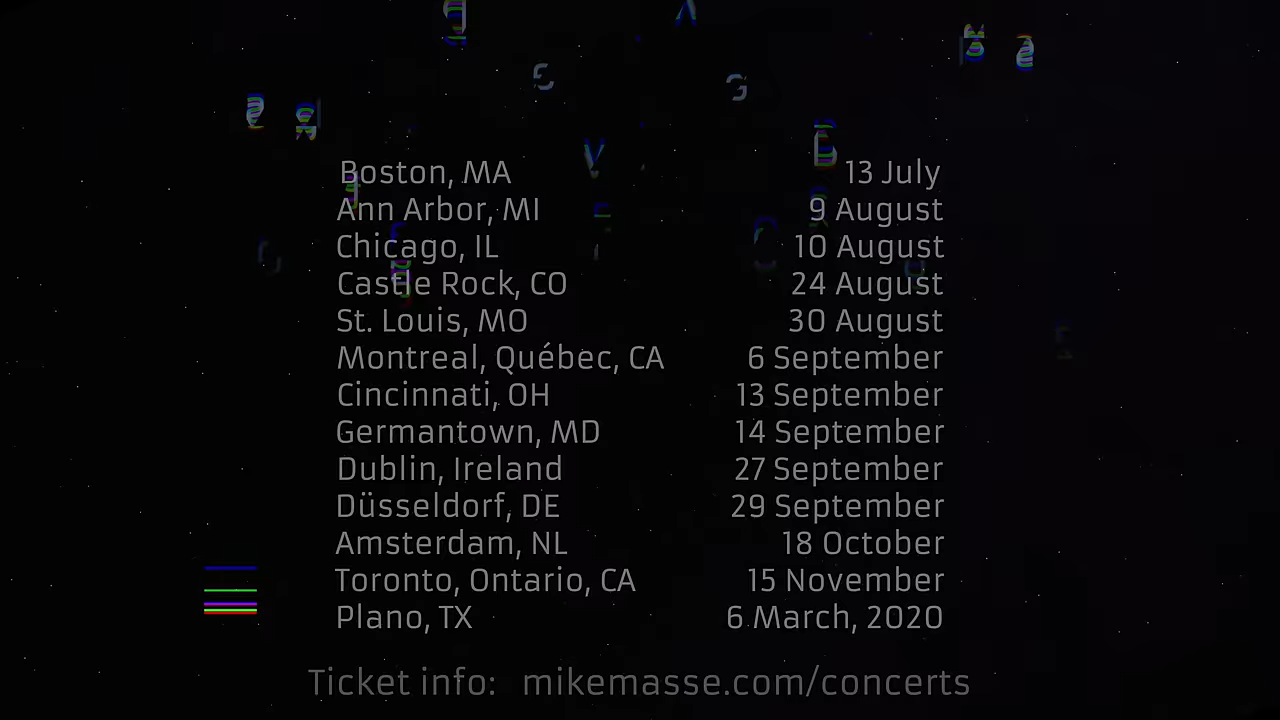 Boston, MA 13 July
Ann Arbor, MI 9 August
Chicago, IL 10 August
Castle Rock, CO 24 August
St. Louis, MO 30 August
Montreal, Québec, CA 6 September
Cincinnati, OH 13 September
Germantown, MD 14 September
Dublin, Ireland 27 September
Düsseldorf, DE 29 September
Amsterdam, NL 18 October
Toronto, Ontario, CA 15 November
Plano, TX 6 March, 2020
Ticket info: mikemasse.com/concerts